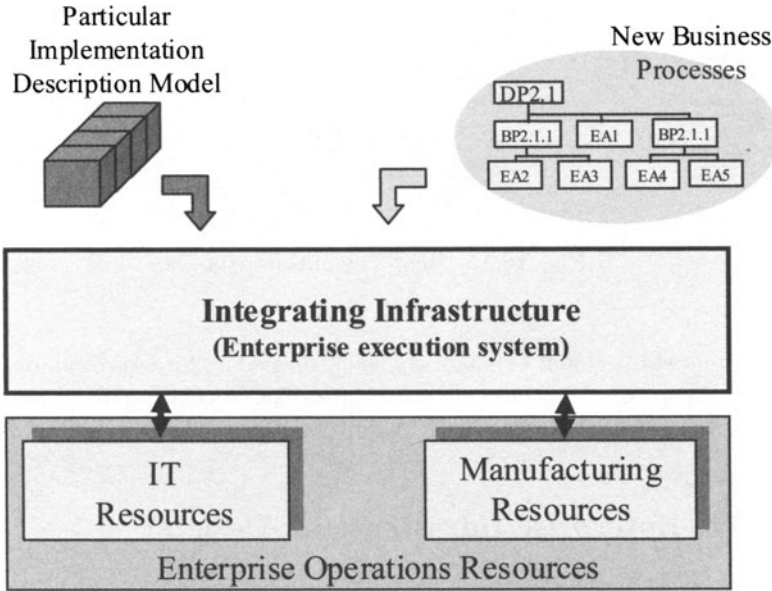 Particular
Implementation
Description Model
New Business
Processes
DP2.1
BP2.1.1
EA1
BP2.1.1
EA2
EA3
EA4
EA5
Integrating Infrastructure
(Enterprise execution system)
IT
Resources
Manufacturing
Resources
Enterprise Operations Resources